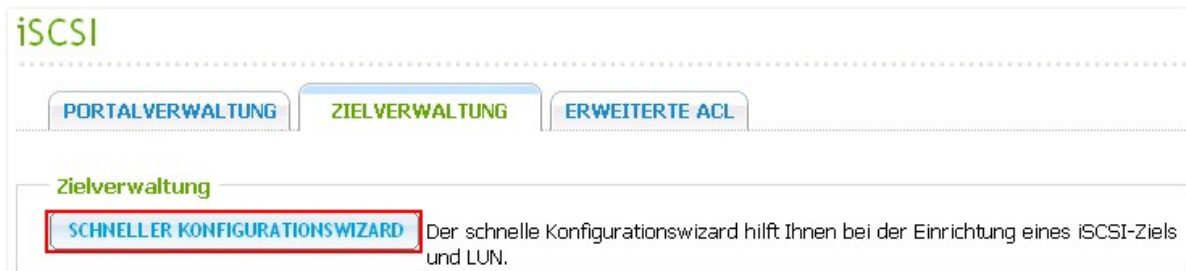 iSCSI
PORTALVERWALTUNG ZIELVERWALTUNG ERWEITERTE ACL
Zielverwaltung
SCHNELLER KONFIGURATIONSWIZARD Der schnelle Konfigurationswizard hilft Ihnen bei der Einrichtung eines iSCSI-Ziels
und LUN.